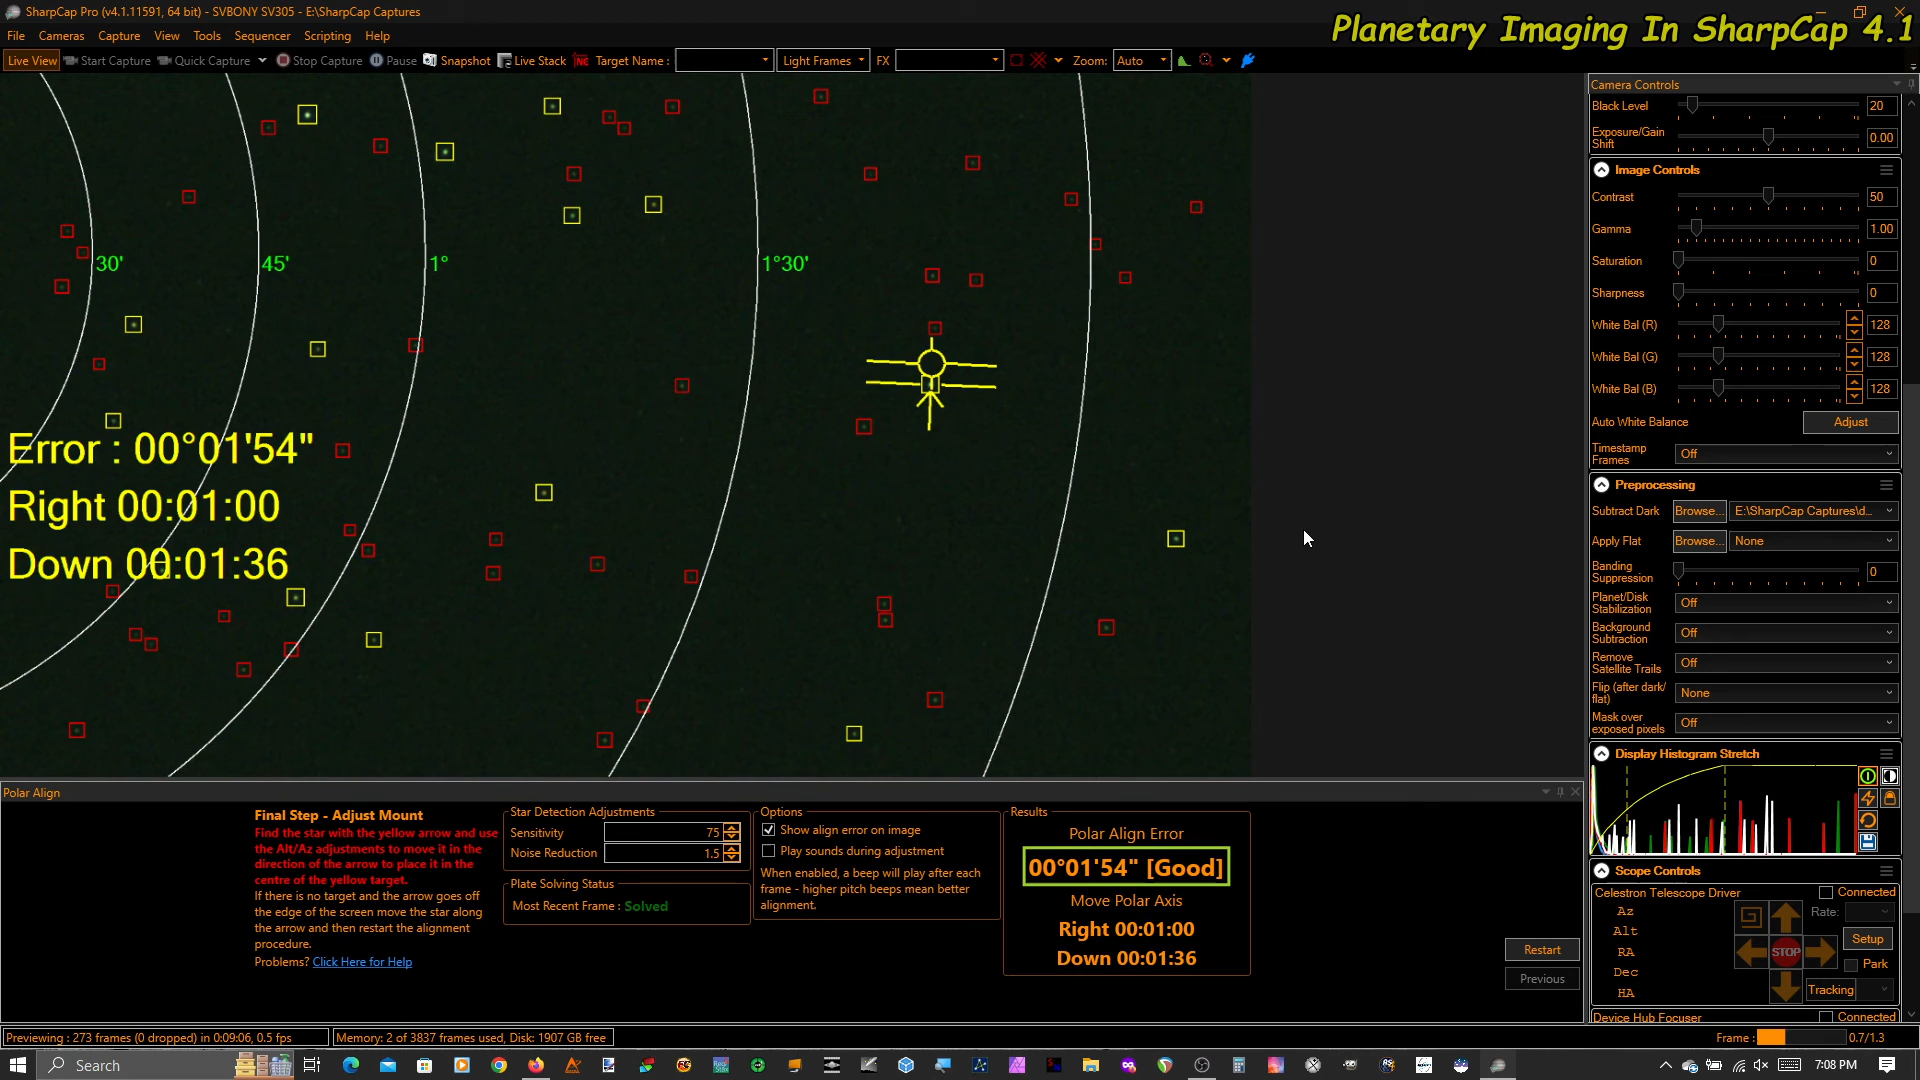 SharpCap Pro (v4.1.11591, 64 bit) - SVBONY SV305 - E:\SharpCap Captures
Planetary Imaging In SharpCap 4.1
File Cameras Capture View Tools Sequencer Scripting Help
Live View Start Capture Quick Capture Stop Capture Pause Snapshot Live Stack Target Name : Light Frames FX Zoom: Auto
Camera Controls
Black Level 20
Exposure/Gain
Shift 0.00
Image Controls
Contrast 50
Gamma 1.00
Saturation 0
Sharpness 0
White Bal (R) 128
White Bal (G) 128
White Bal (B) 128
Auto White Balance Adjust
Timestamp
Frames Off
Preprocessing
Subtract Dark Browse... E:\SharpCap Captures\d...
Apply Flat Browse... None
Banding
Suppression 0
Planet/Disk
Stabilization Off
Background
Subtraction Off
Remove
Satellite Trails Off
Flip (after dark/
flat) None
Mask over
exposed pixels Off
Display Histogram Stretch
Scope Controls
Celestron Telescope Driver Connected
Az Rate:
Alt
Setup
RA STOP
Park
Dec
Tracking
HA
Device Hub Focuser Connected
30' 45' 1° 1°30'
Error : 00°01'54"
Right 00:01:00
Down 00:01:36
Polar Align
Final Step - Adjust Mount
Find the star with the yellow arrow and use
the Alt/Az adjustments to move it in the
direction of the arrow to place it in the
centre of the yellow target.
If there is no target and the arrow goes off
the edge of the screen move the star along
the arrow and then restart the alignment
procedure.
Problems? Click Here for Help
Star Detection Adjustments
Sensitivity 75
Noise Reduction 1.5
Plate Solving Status
Most Recent Frame : Solved
Options
Show align error on image
Play sounds during adjustment
When enabled, a beep will play after each
frame - higher pitch beeps mean better
alignment.
Results
Polar Align Error
00°01'54" [Good]
Move Polar Axis
Right 00:01:00
Down 00:01:36
Restart
Previous
Previewing : 273 frames (0 dropped) in 0:09:06, 0.5 fps Memory: 2 of 3837 frames used, Disk: 1907 GB free Frame : 0.7/1.3
Search 7:08 PM